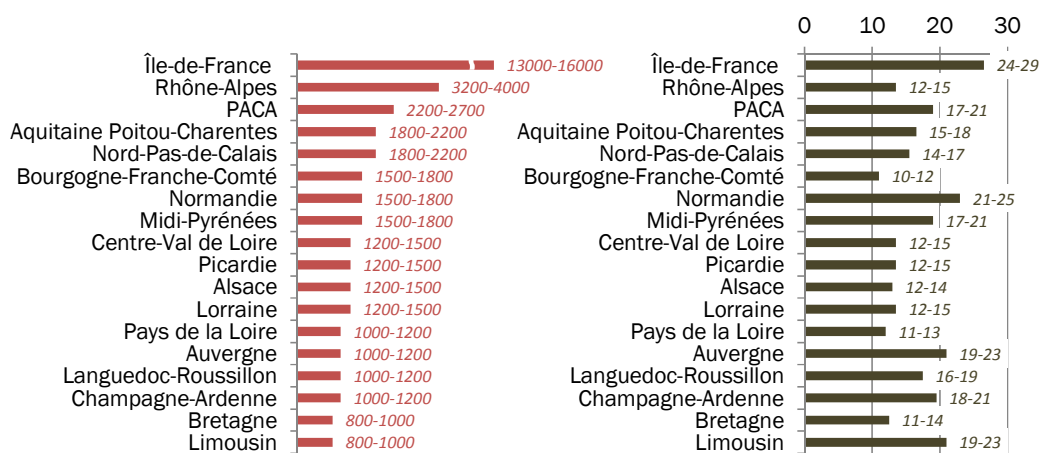 0 10 20 30
Île-de-France 13000-16000 Île-de-France 24-29
Rhône-Alpes 3200-4000 Rhône-Alpes 12-15
PACA 2200-2700 PACA 17-21
Aquitaine Poitou-Charentes 1800-2200 Aquitaine Poitou-Charentes 15-18
Nord-Pas-de-Calais 1800-2200 Nord-Pas-de-Calais 14-17
Bourgogne-Franche-Comté 1500-1800 Bourgogne-Franche-Comté 10-12
Normandie 1500-1800 Normandie 21-25
Midi-Pyrénées 1500-1800 Midi-Pyrénées 17-21
Centre-Val de Loire 1200-1500 Centre-Val de Loire 12-15
Picardie 1200-1500 Picardie 12-15
Alsace 1200-1500 Alsace 12-14
Lorraine 1200-1500 Lorraine 12-15
Pays de la Loire 1000-1200 Pays de la Loire 11-13
Auvergne 1000-1200 Auvergne 19-23
Languedoc-Roussillon 1000-1200 Languedoc-Roussillon 16-19
Champagne-Ardenne 1000-1200 Champagne-Ardenne 18-21
Bretagne 800-1000 Bretagne 11-14
Limousin 800-1000 Limousin 19-23